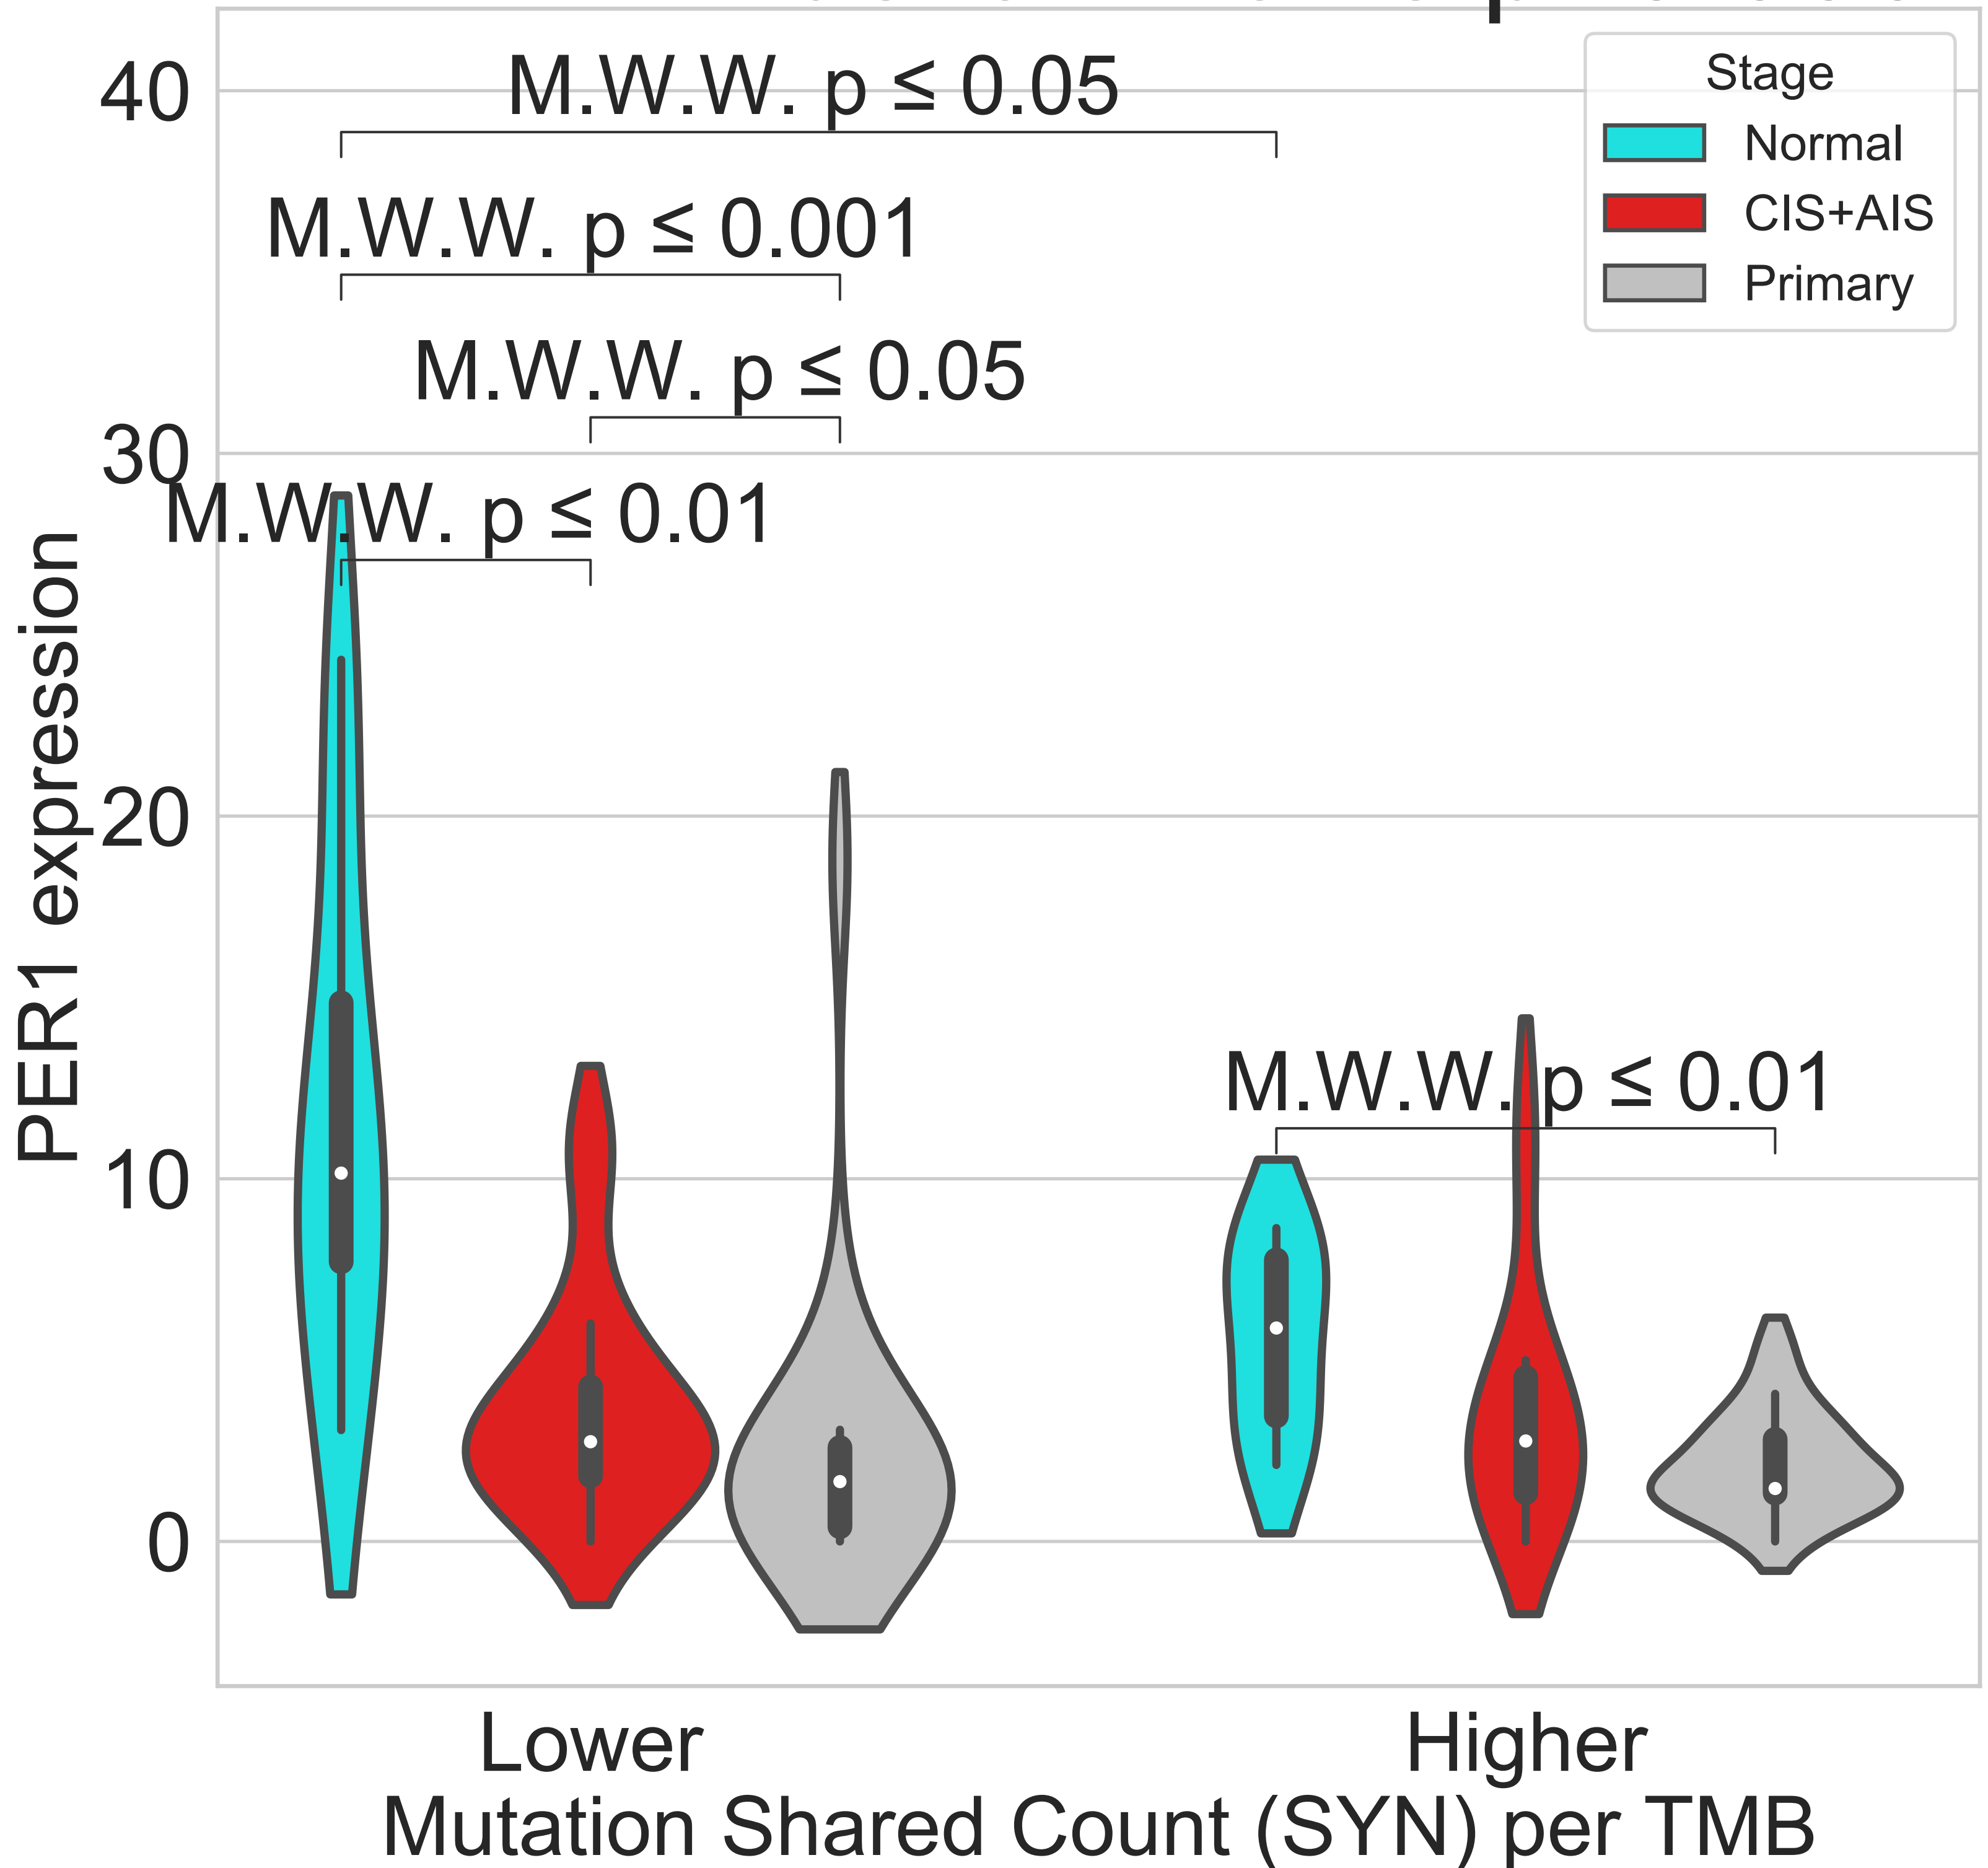 40
30
20
10
0
PER1 expression
M.W.W. p ≤ 0.05
M.W.W. p ≤ 0.001
M.W.W. p ≤ 0.05
M.W.W. p ≤ 0.01
M.W.W. p ≤ 0.01
Stage
Normal
CIS+AIS
Primary
Lower
Higher
Mutation Shared Count (SYN) per TMB